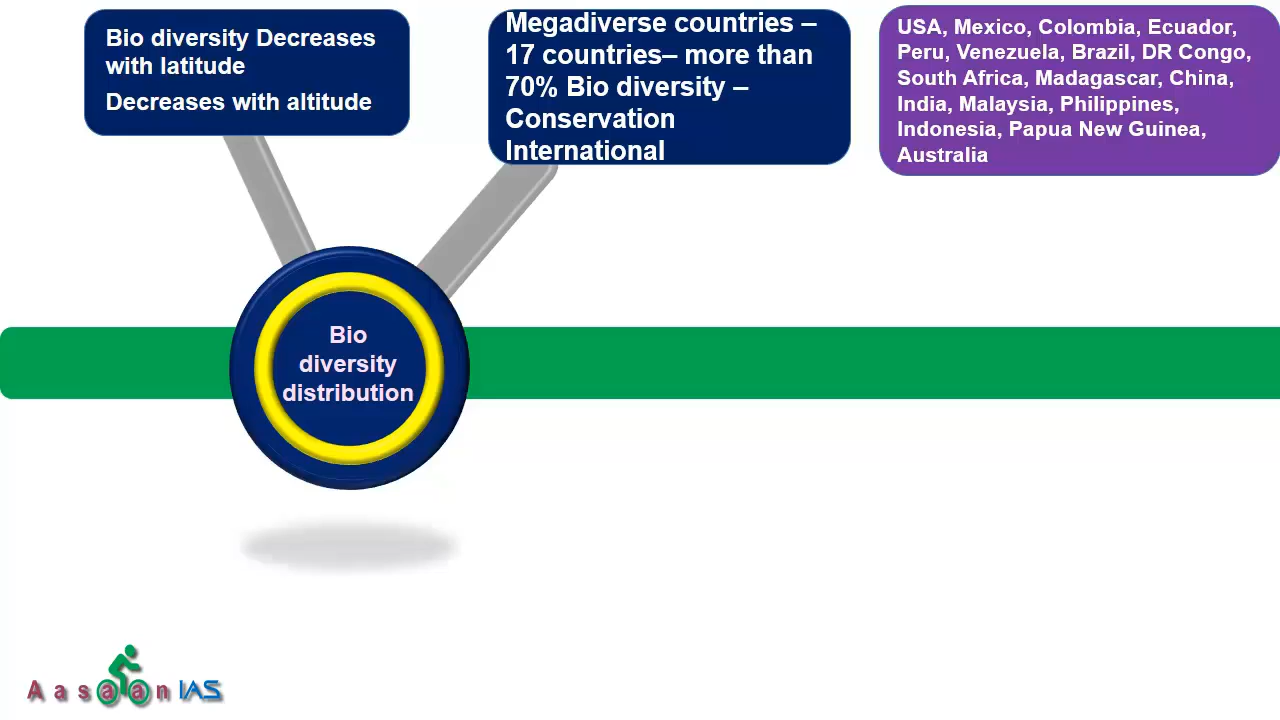 Bio diversity Decreases
with latitude
Decreases with altitude
Megadiverse countries –
17 countries– more than
70% Bio diversity –
Conservation
International
USA, Mexico, Colombia, Ecuador,
Peru, Venezuela, Brazil, DR Congo,
South Africa, Madagascar, China,
India, Malaysia, Philippines,
Indonesia, Papua New Guinea,
Australia
Bio
diversity
distribution
Aasaan IAS